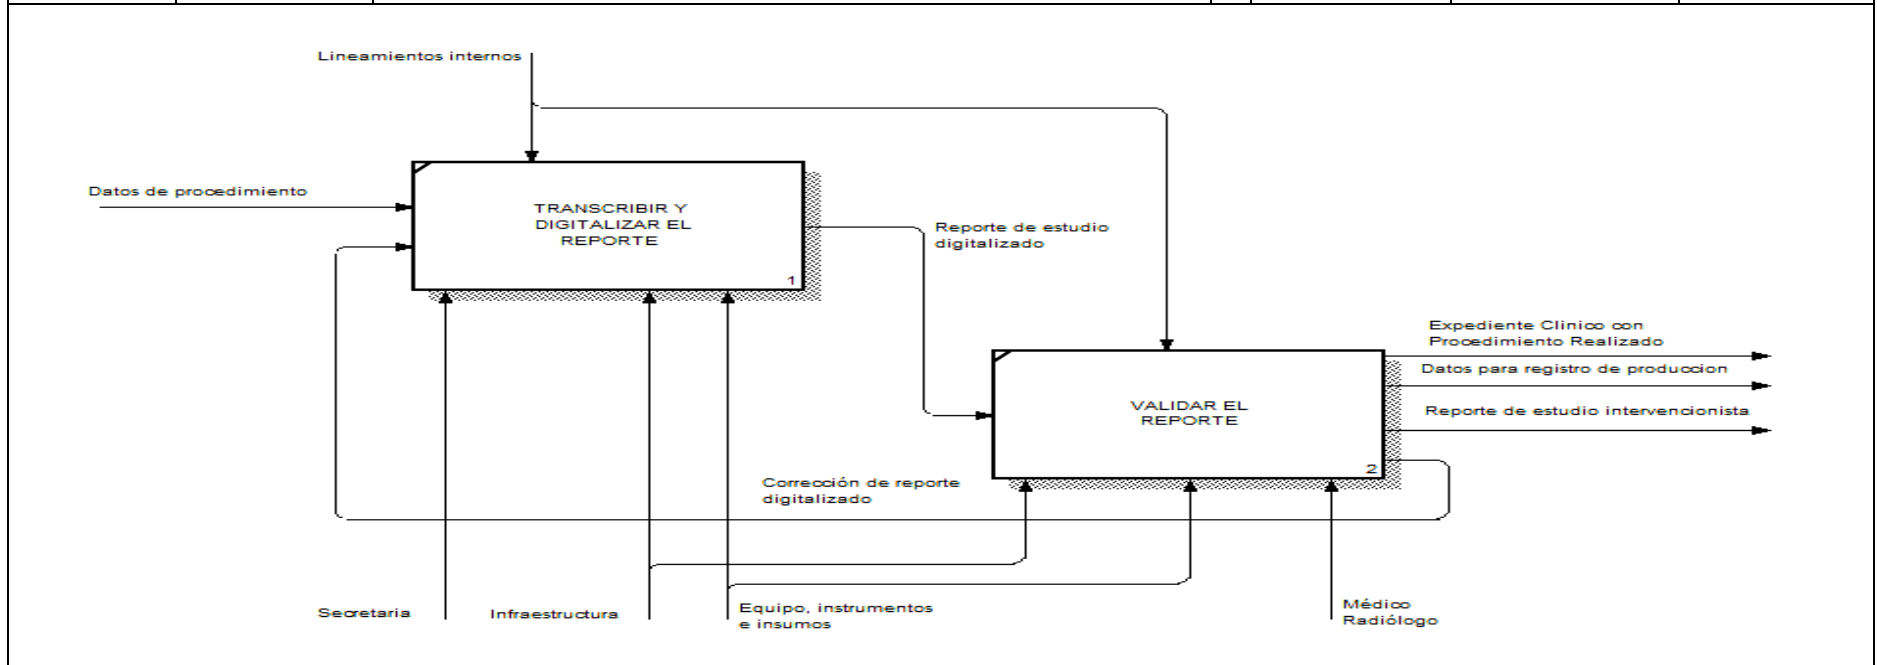 Lineamientos internos
Datos de procedimiento
TRANSCRIBIR Y
DIGITALIZAR EL
REPORTE
1
Reporte de estudio
digitalizado
Expediente Clinico con
Procedimiento Realizado
Datos para registro de produccion
Reporte de estudio intervencionista
VALIDAR EL
REPORTE
2
Corrección de reporte
digitalizado
Secretaria
Infraestructura
Equipo, instrumentos
e insumos
Médico
Radiólogo